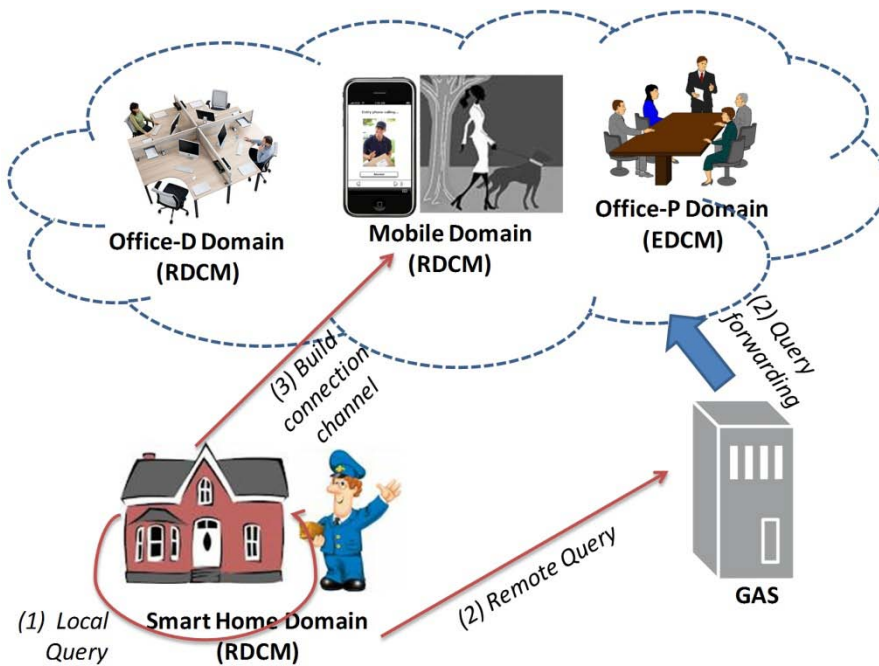 Office-D Domain
(RDCM)
Mobile Domain
(RDCM)
Office-P Domain
(EDCM)
(2) Query
forwarding
(3) Build
connection
channel
(2) Remote Query
GAS
(1) Local
Query
Smart Home Domain
(RDCM)